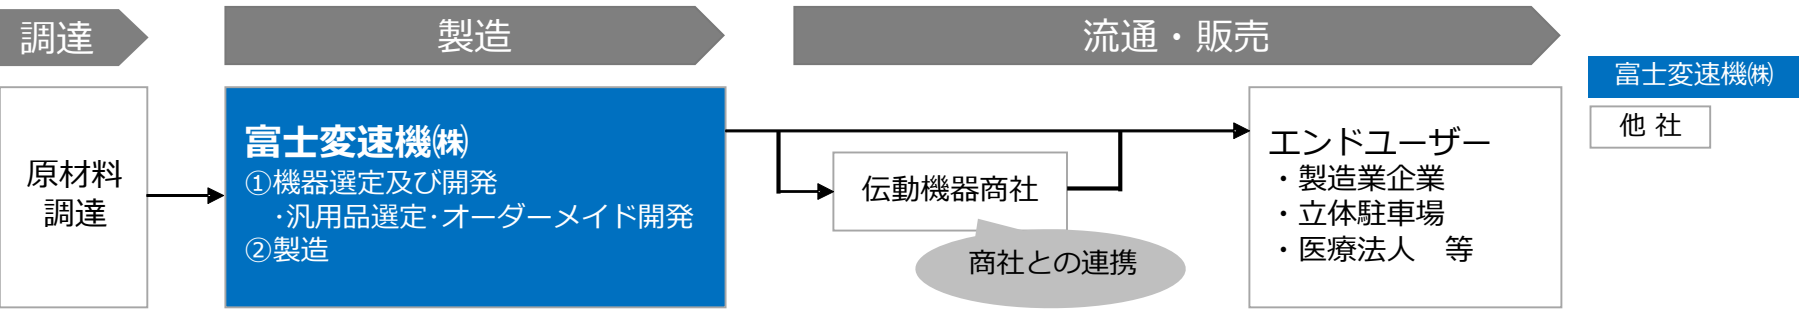 調達
製造
流通・販売
富士変速機㈱
他 社
原材料
調達
富士変速機㈱
①機器選定及び開発
・汎用品選定・オーダーメイド開発
②製造
伝動機器商社
商社との連携
エンドユーザー
・製造業企業
・立体駐車場
・医療法人　等